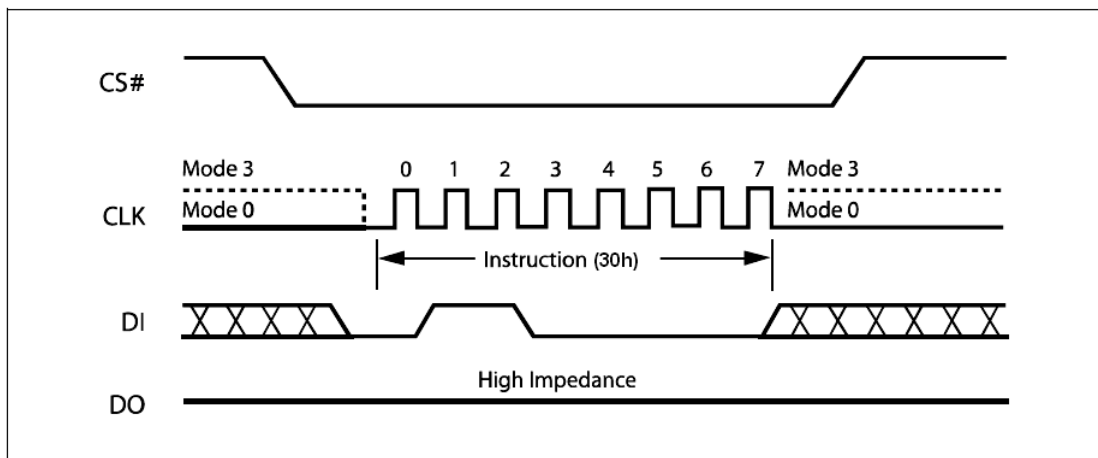 CS#
Mode 3
0 1 2 3 4 5 6 7
Mode 3
CLK
Mode 0
Mode 0
Instruction (30h)
DI
High Impedance
DO